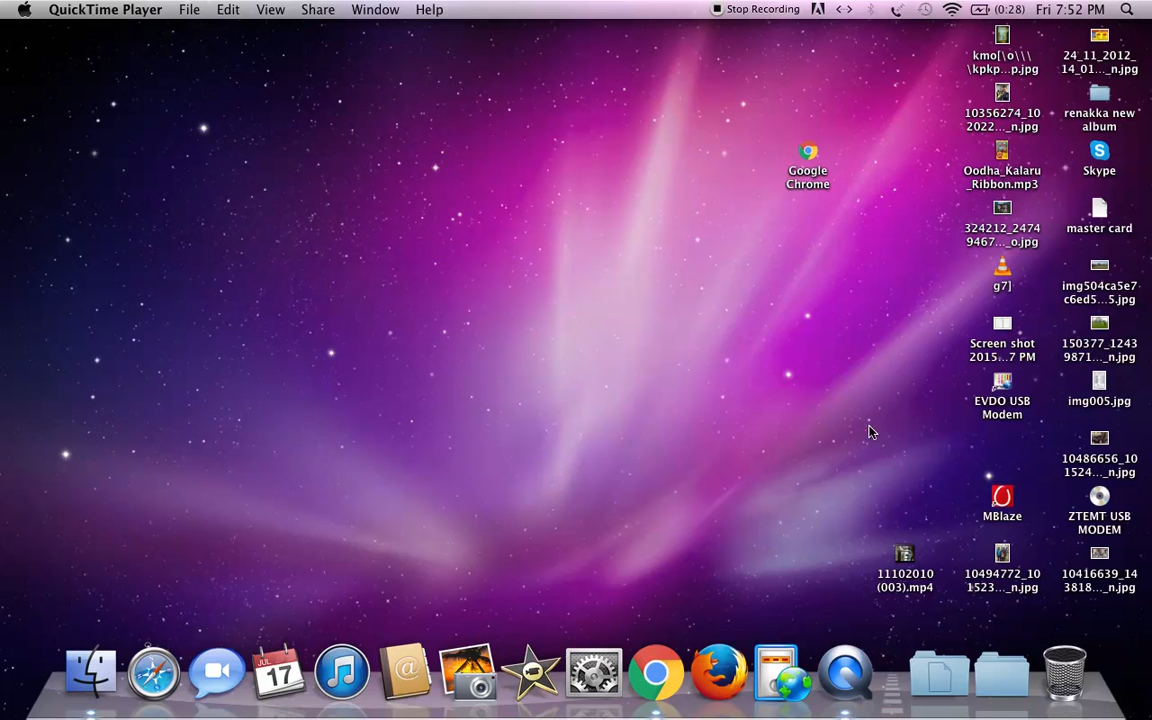 QuickTime Player File Edit View Share Window Help Stop Recording (0:28) Fri 7:52 PM
kmo[\o\\\
\kpkp...p.jpg
24_11_2012_
14_01..._n.jpg
10356274_10
2022..._n.jpg
renakka new
album
Google
Chrome
Oodha_Kalaru
_Ribbon.mp3
Skype
324212_2474
9467..._o.jpg
master card
g7]
img504ca5e7
c6ed5...5.jpg
Screen shot
2015...7 PM
150377_1243
9871..._n.jpg
EVDO USB
Modem
img005.jpg
10486656_10
1524..._n.jpg
MBlaze
ZTEMT USB
MODEM
11102010
(003).mp4
10494772_10
1523..._n.jpg
10416639_14
3818..._n.jpg
JUL
17